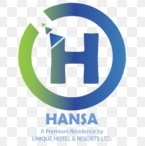 H
HANSA
A Premium Residence by
UNIQUE HOTEL & RESORTS LTD.